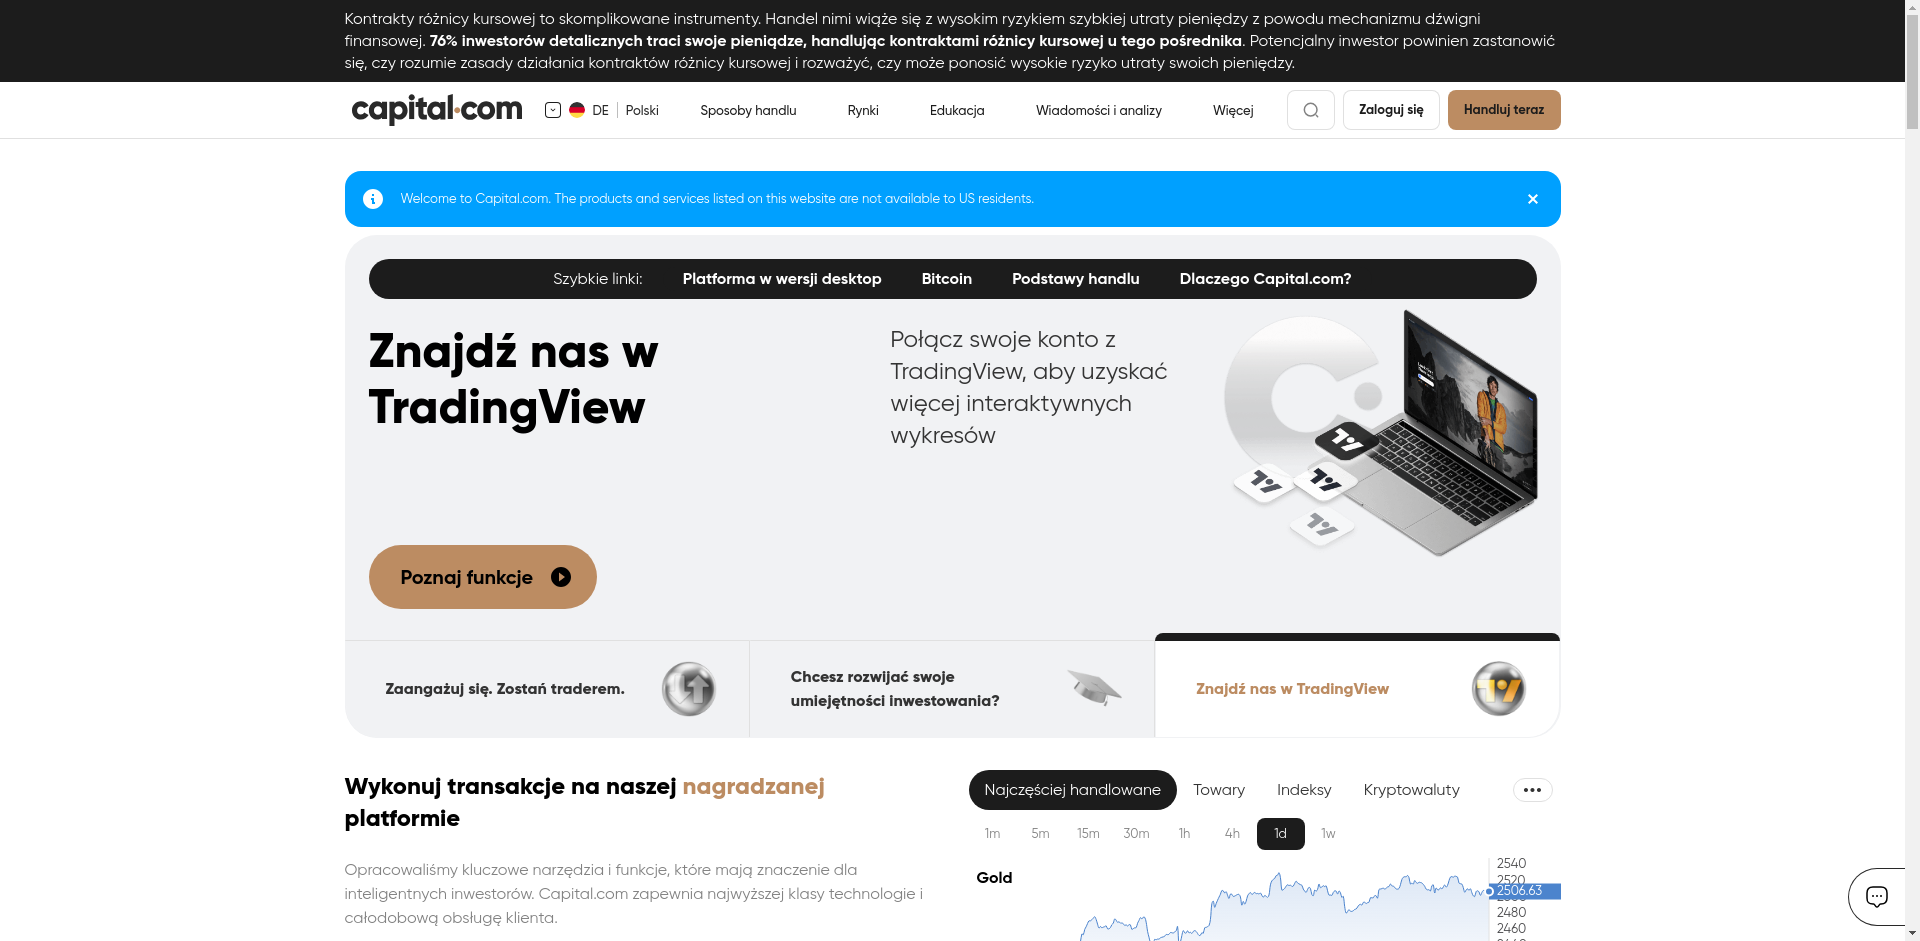 Kontrakty różnicy kursowej to skomplikowane instrumenty. Handel nimi wiąże się z wysokim ryzykiem szybkiej utraty pieniędzy z powodu mechanizmu dźwigni
finansowej. 76% inwestorów detalicznych traci swoje pieniądze, handlując kontraktami różnicy kursowej u tego pośrednika. Potencjalny inwestor powinien zastanowić
się, czy rozumie zasady działania kontraktów różnicy kursowej i rozważyć, czy może ponosić wysokie ryzyko utraty swoich pieniędzy.
capital.com
DE
Polski
Sposoby handlu
Rynki
Edukacja
Wiadomości i analizy
Więcej
Zaloguj się
Handluj teraz
Welcome to Capital.com. The products and services listed on this website are not available to US residents.
Szybkie linki:
Platforma w wersji desktop
Bitcoin
Podstawy handlu
Dlaczego Capital.com?
Znajdź nas w
TradingView
Połącz swoje konto z
TradingView, aby uzyskać
więcej interaktywnych
wykresów
Poznaj funkcje
Zaangażuj się. Zostań traderem.
Chcesz rozwijać swoje
umiejętności inwestowania?
Znajdź nas w TradingView
Wykonuj transakcje na naszej nagradzanej
platformie
Opracowaliśmy kluczowe narzędzia i funkcje, które mają znaczenie dla
inteligentnych inwestorów. Capital.com zapewnia najwyższej klasy technologie i
całodobową obsługę klienta.
Najczęściej handlowane
Towary
Indeksy
Kryptowaluty
1m
5m
15m
30m
1h
4h
1d
1w
Gold
2540
2520
2506.63
2480
2460